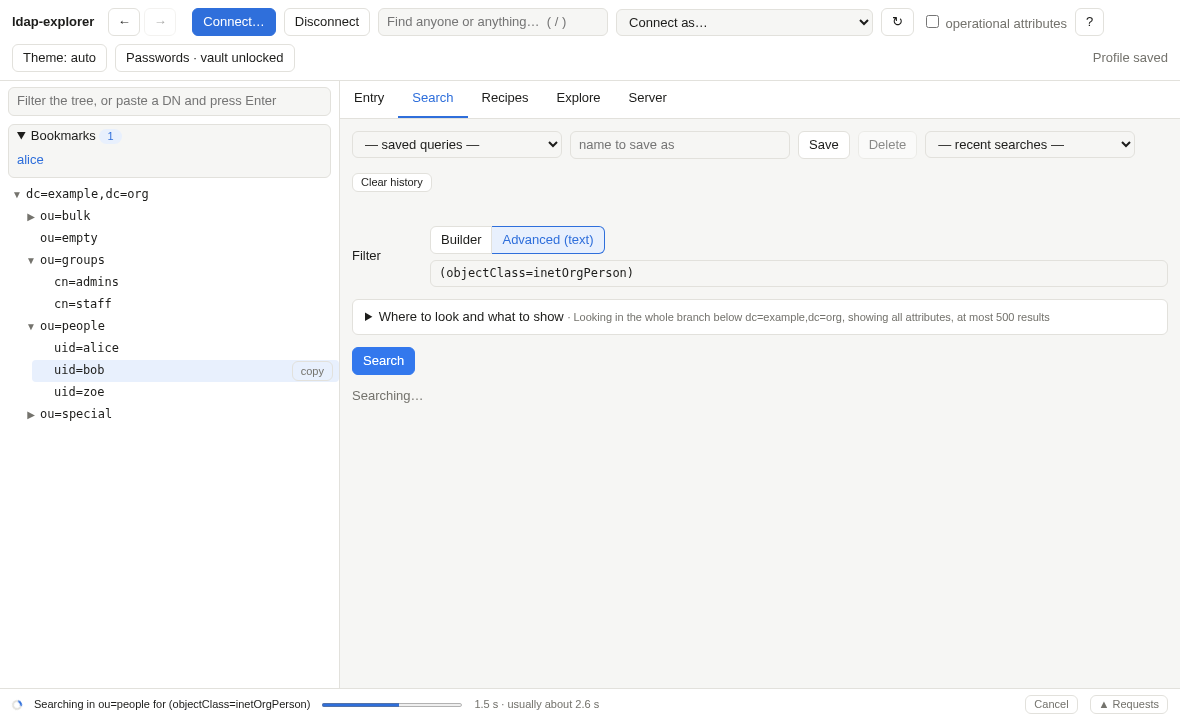 ldap-explorer ← → Connect… Disconnect Find anyone or anything… ( / ) Connect as… ↻ operational attributes ?
Theme: auto Passwords · vault unlocked Profile saved
Filter the tree, or paste a DN and press Enter
▼ Bookmarks 1
alice
▼ dc=example,dc=org
▶ ou=bulk
ou=empty
▼ ou=groups
cn=admins
cn=staff
▼ ou=people
uid=alice
uid=bob copy
uid=zoe
▶ ou=special
Entry Search Recipes Explore Server
— saved queries — name to save as Save Delete — recent searches —
Clear history
Builder Advanced (text)
Filter
(objectClass=inetOrgPerson)
▶ Where to look and what to show · Looking in the whole branch below dc=example,dc=org, showing all attributes, at most 500 results
Search
Searching…
Searching in ou=people for (objectClass=inetOrgPerson) 1.5 s · usually about 2.6 s Cancel ▲ Requests